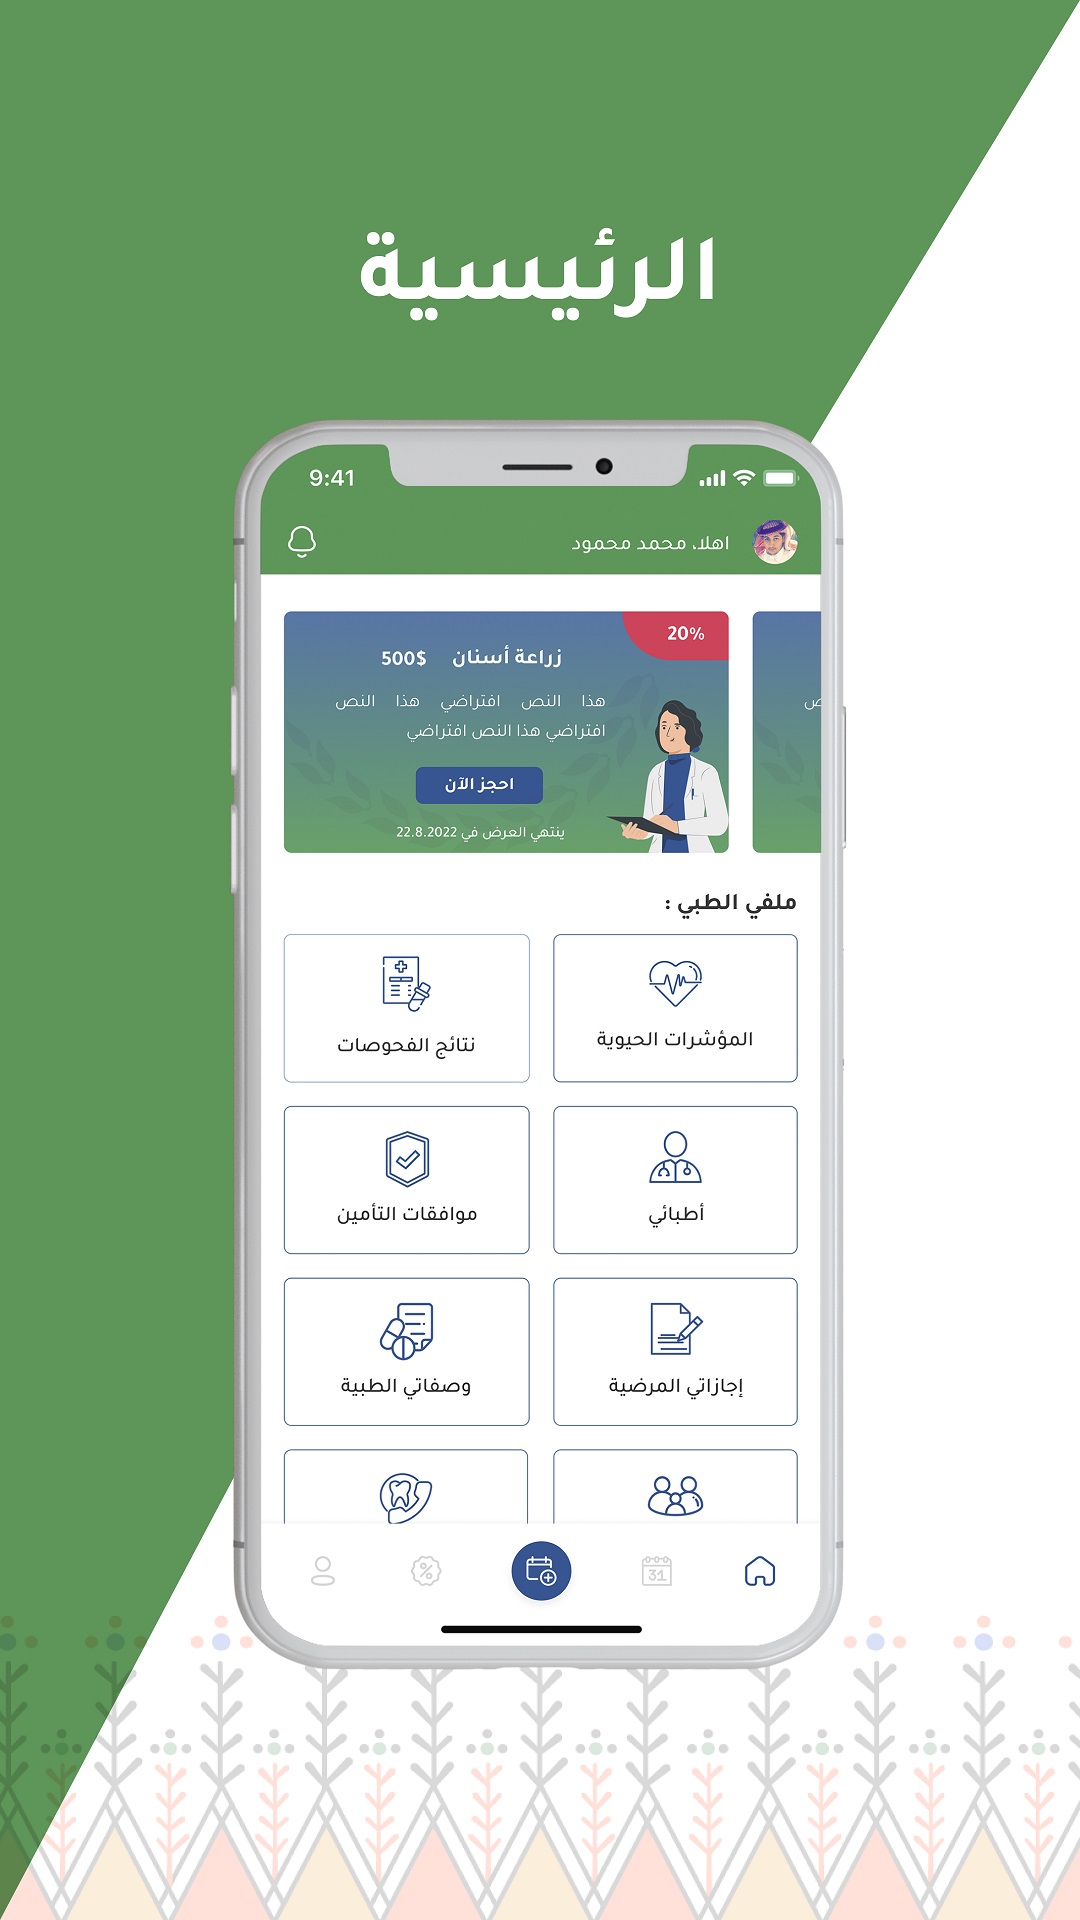 الرئيسية
9:41
اهلا، محمد محمود
20%
زراعة أسنان 500$
هذا النص افتراضي هذا النص
افتراضي هذا النص افتراضي
احجز الآن
ينتهي العرض في 22.8.2022
ص
ملفي الطبي :
المؤشرات الحيوية
نتائج الفحوصات
أطبائي
موافقات التأمين
إجازاتي المرضية
وصفاتي الطبية
31